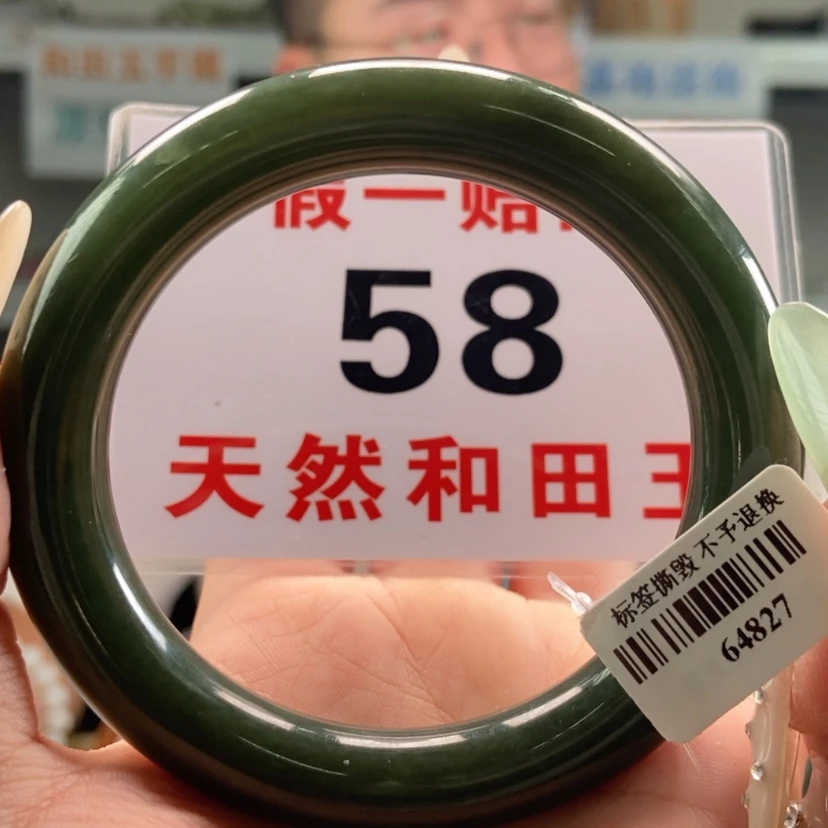 假一赔
58
天然和田玉
标签撕毁 不予退换
64827